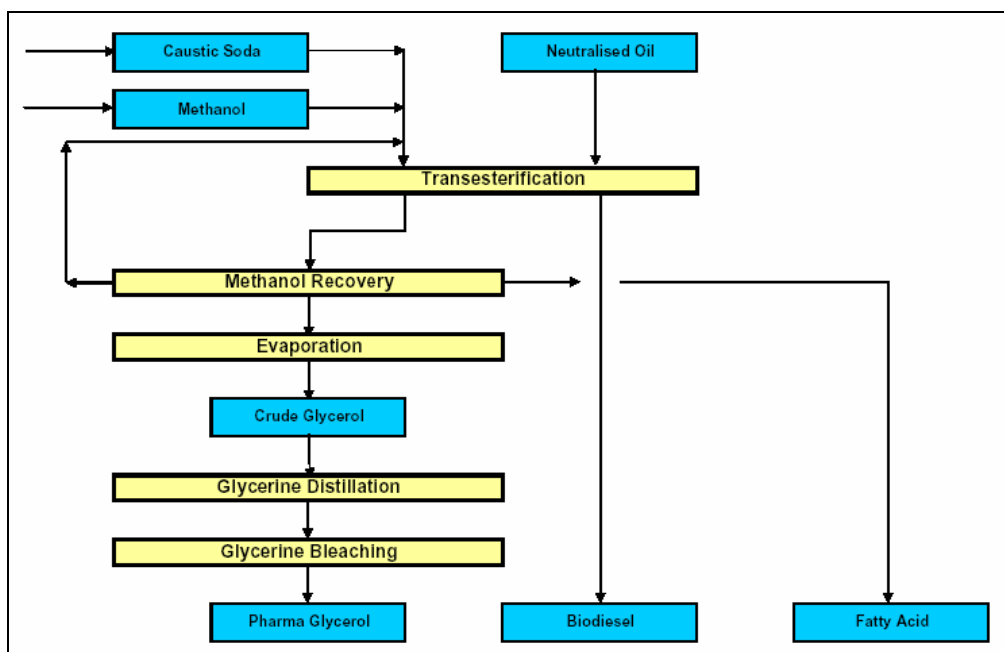 Caustic Soda
Neutralised Oil
Methanol
Transesterification
Methanol Recovery
Evaporation
Crude Glycerol
Glycerine Distillation
Glycerine Bleaching
Pharma Glycerol
Biodiesel
Fatty Acid